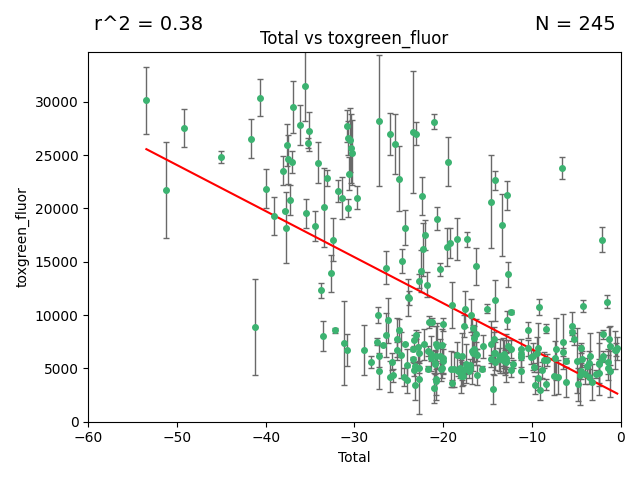 r^2 = 0.38 N = 245
Total vs toxgreen_fluor
30000
25000
20000
15000
10000
5000
0
toxgreen_fluor
−60 −50 −40 −30 −20 −10 0
Total